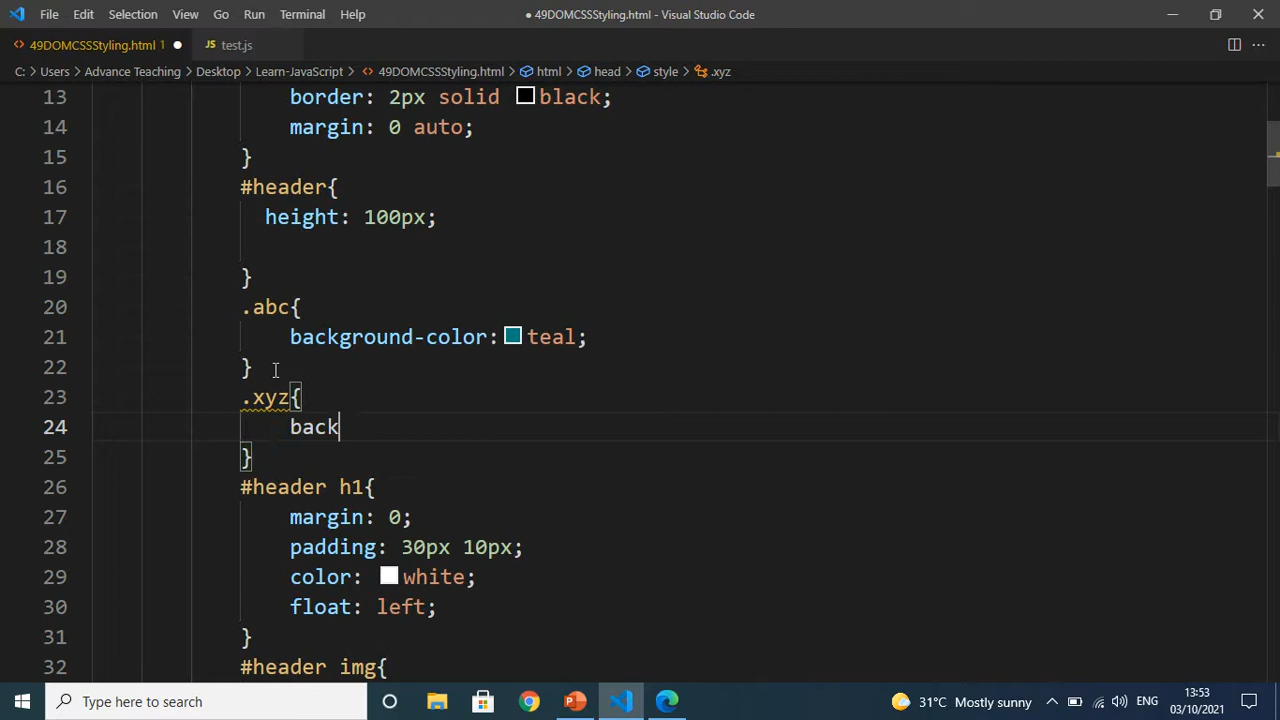 File Edit Selection View Go Run Terminal Help ● 49DOMCSSStyling.html - Visual Studio Code
49DOMCSSStyling.html 1 ● JS test.js
C: > Users > Advance Teaching > Desktop > Learn-JavaScript > 49DOMCSSStyling.html > html > head > style > .xyz
13 border: 2px solid black;
14 margin: 0 auto;
15 }
16 #header{
17 height: 100px;
18
19 }
20 .abc{
21 background-color:teal;
22 }
23 .xyz{
24 back
25 }
26 #header h1{
27 margin: 0;
28 padding: 30px 10px;
29 color: white;
30 float: left;
31 }
32 #header img{
Type here to search 31°C Mostly sunny ENG 13:53
03/10/2021